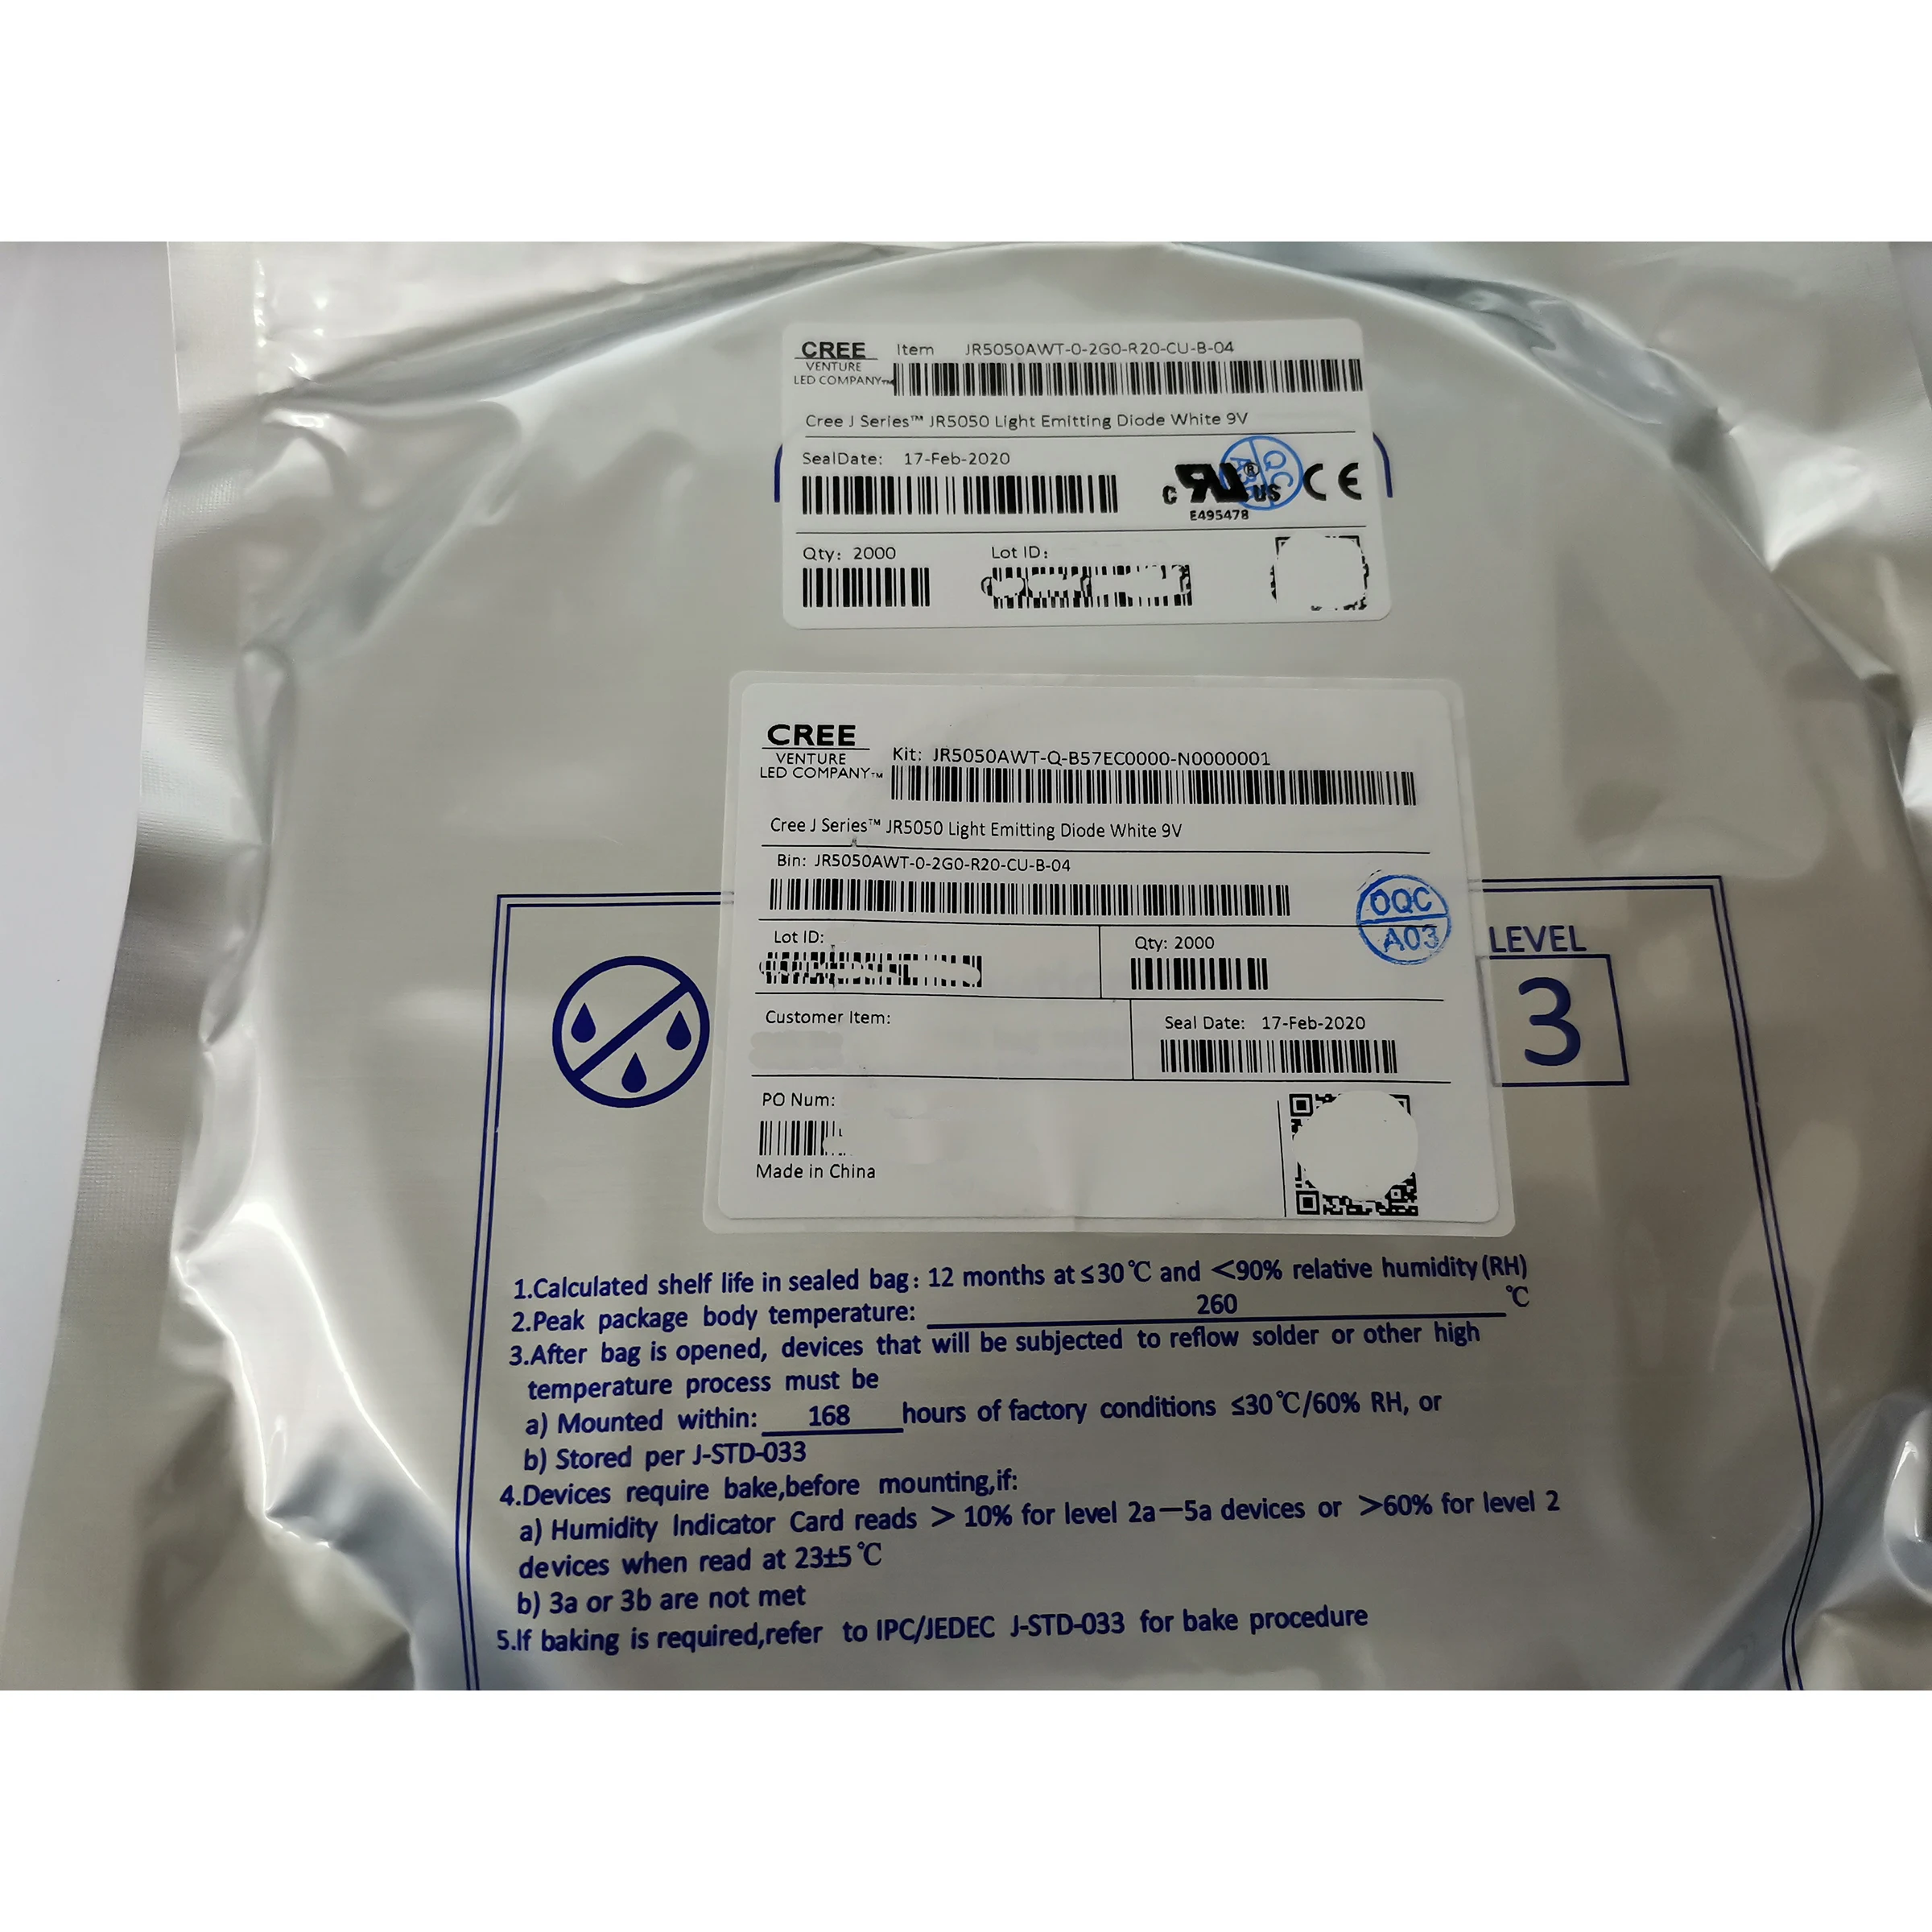 CREE
VENTURE
LED COMPANY™
Item JR5050AWT-0-2G0-R20-CU-B-04
Cree J Series™ JR5050 Light Emitting Diode White 9V
SealDate: 17-Feb-2020
QC
C RU® US CE
E495478
Qty: 2000 Lot ID:
CREE
VENTURE
LED COMPANY™
Kit: JR5050AWT-Q-B57EC0000-N0000001
Cree J Series™ JR5050 Light Emitting Diode White 9V
Bin: JR5050AWT-0-2G0-R20-CU-B-04
OQC
A03
Lot ID: Qty: 2000
Customer Item: Seal Date: 17-Feb-2020
PO Num:
Made in China
LEVEL
3
1.Calculated shelf life in sealed bag: 12 months at ≤30℃ and <90% relative humidity (RH)
2.Peak package body temperature: 260 ℃
3.After bag is opened, devices that will be subjected to reflow solder or other high
temperature process must be
a) Mounted within: 168 hours of factory conditions ≤30℃/60% RH, or
b) Stored per J-STD-033
4.Devices require bake,before mounting,if:
a) Humidity Indicator Card reads > 10% for level 2a—5a devices or >60% for level 2
devices when read at 23±5℃
b) 3a or 3b are not met
5.If baking is required,refer to IPC/JEDEC J-STD-033 for bake procedure